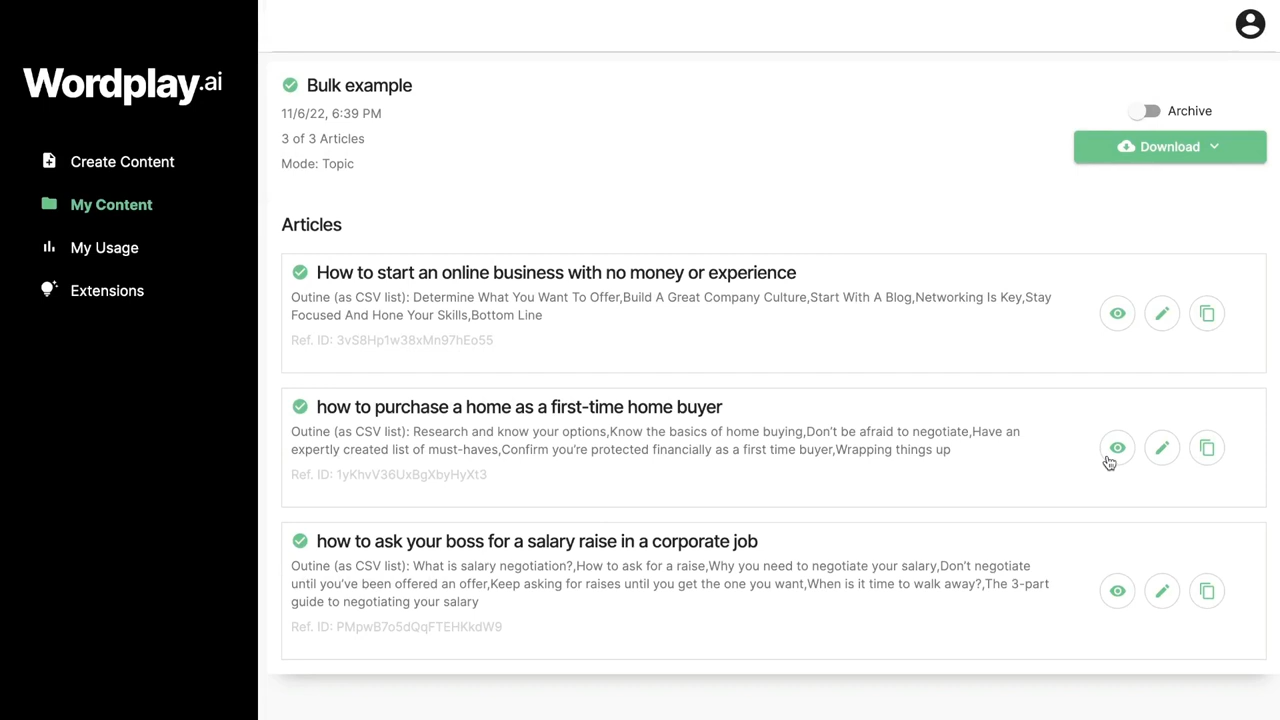 Wordplay.ai
Create Content
My Content
My Usage
Extensions
Bulk example
11/6/22, 6:39 PM
3 of 3 Articles
Mode: Topic
Archive
Download
Articles
How to start an online business with no money or experience
Outine (as CSV list): Determine What You Want To Offer,Build A Great Company Culture,Start With A Blog,Networking Is Key,Stay
Focused And Hone Your Skills,Bottom Line
Ref. ID: 3vS8Hp1w38xMn97hEo55
how to purchase a home as a first-time home buyer
Outine (as CSV list): Research and know your options,Know the basics of home buying,Don't be afraid to negotiate,Have an
expertly created list of must-haves,Confirm you're protected financially as a first time buyer,Wrapping things up
Ref. ID: 1yKhvV36UxBgXbyHyXt3
how to ask your boss for a salary raise in a corporate job
Outine (as CSV list): What is salary negotiation?,How to ask for a raise,Why you need to negotiate your salary,Don't negotiate
until you've been offered an offer,Keep asking for raises until you get the one you want,When is it time to walk away?,The 3-part
guide to negotiating your salary
Ref. ID: PMpwB7o5dQqFTEHKkdW9